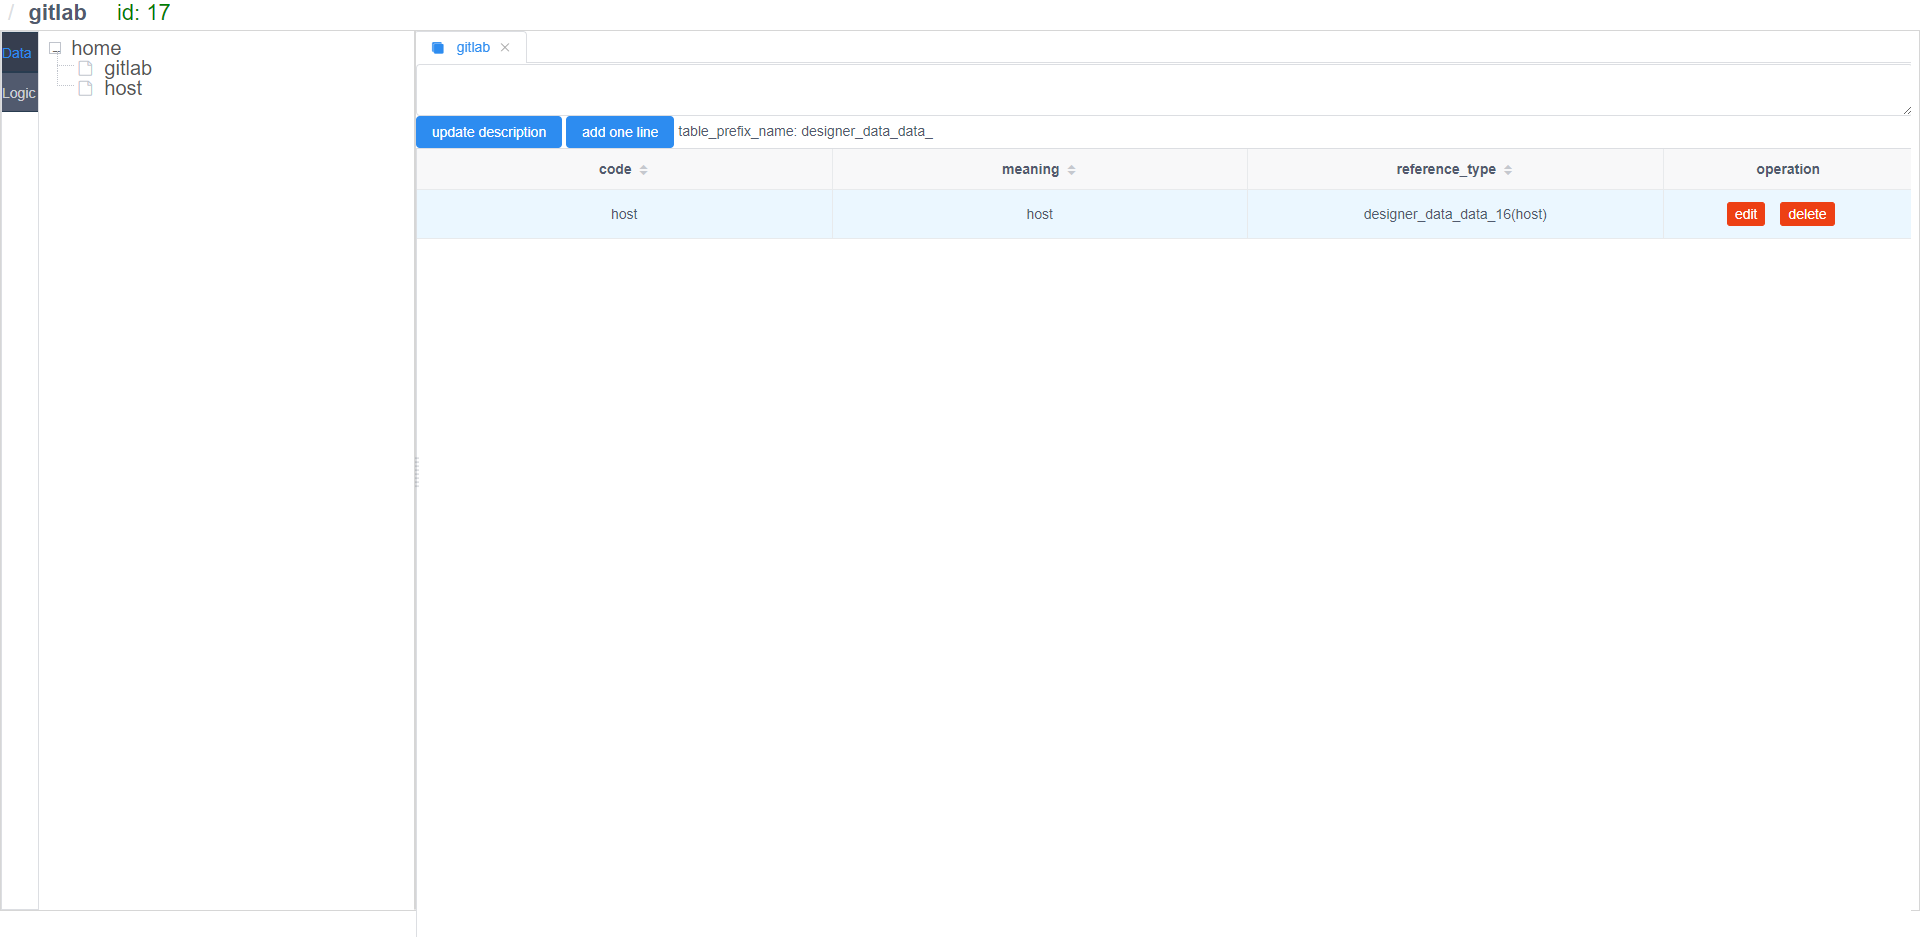 / gitlab id: 17
Data
Logic
home
gitlab
host
gitlab
update description add one line table_prefix_name: designer_data_data_
code meaning reference_type operation
host host designer_data_data_16(host) edit delete